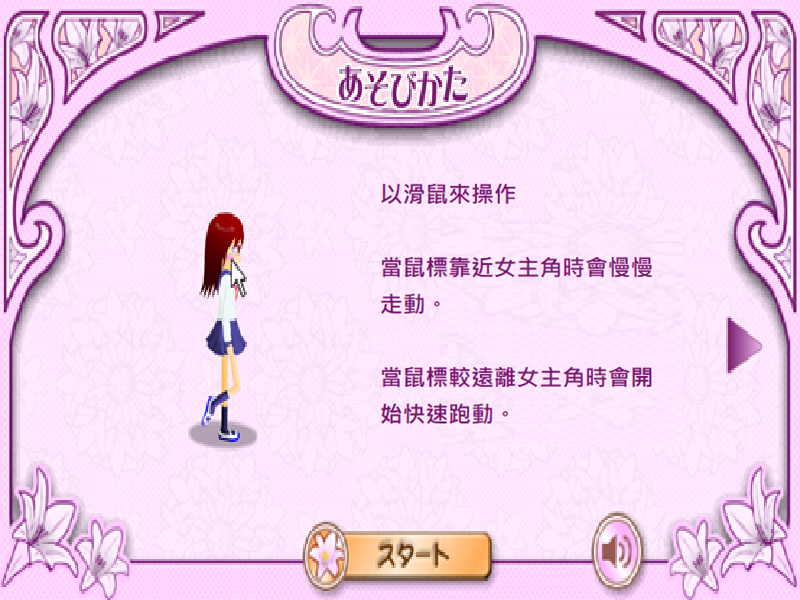 あそびかた
以滑鼠來操作
當鼠標靠近女主角時會慢慢
走動。
當鼠標較遠離女主角時會開
始快速跑動。
スタート